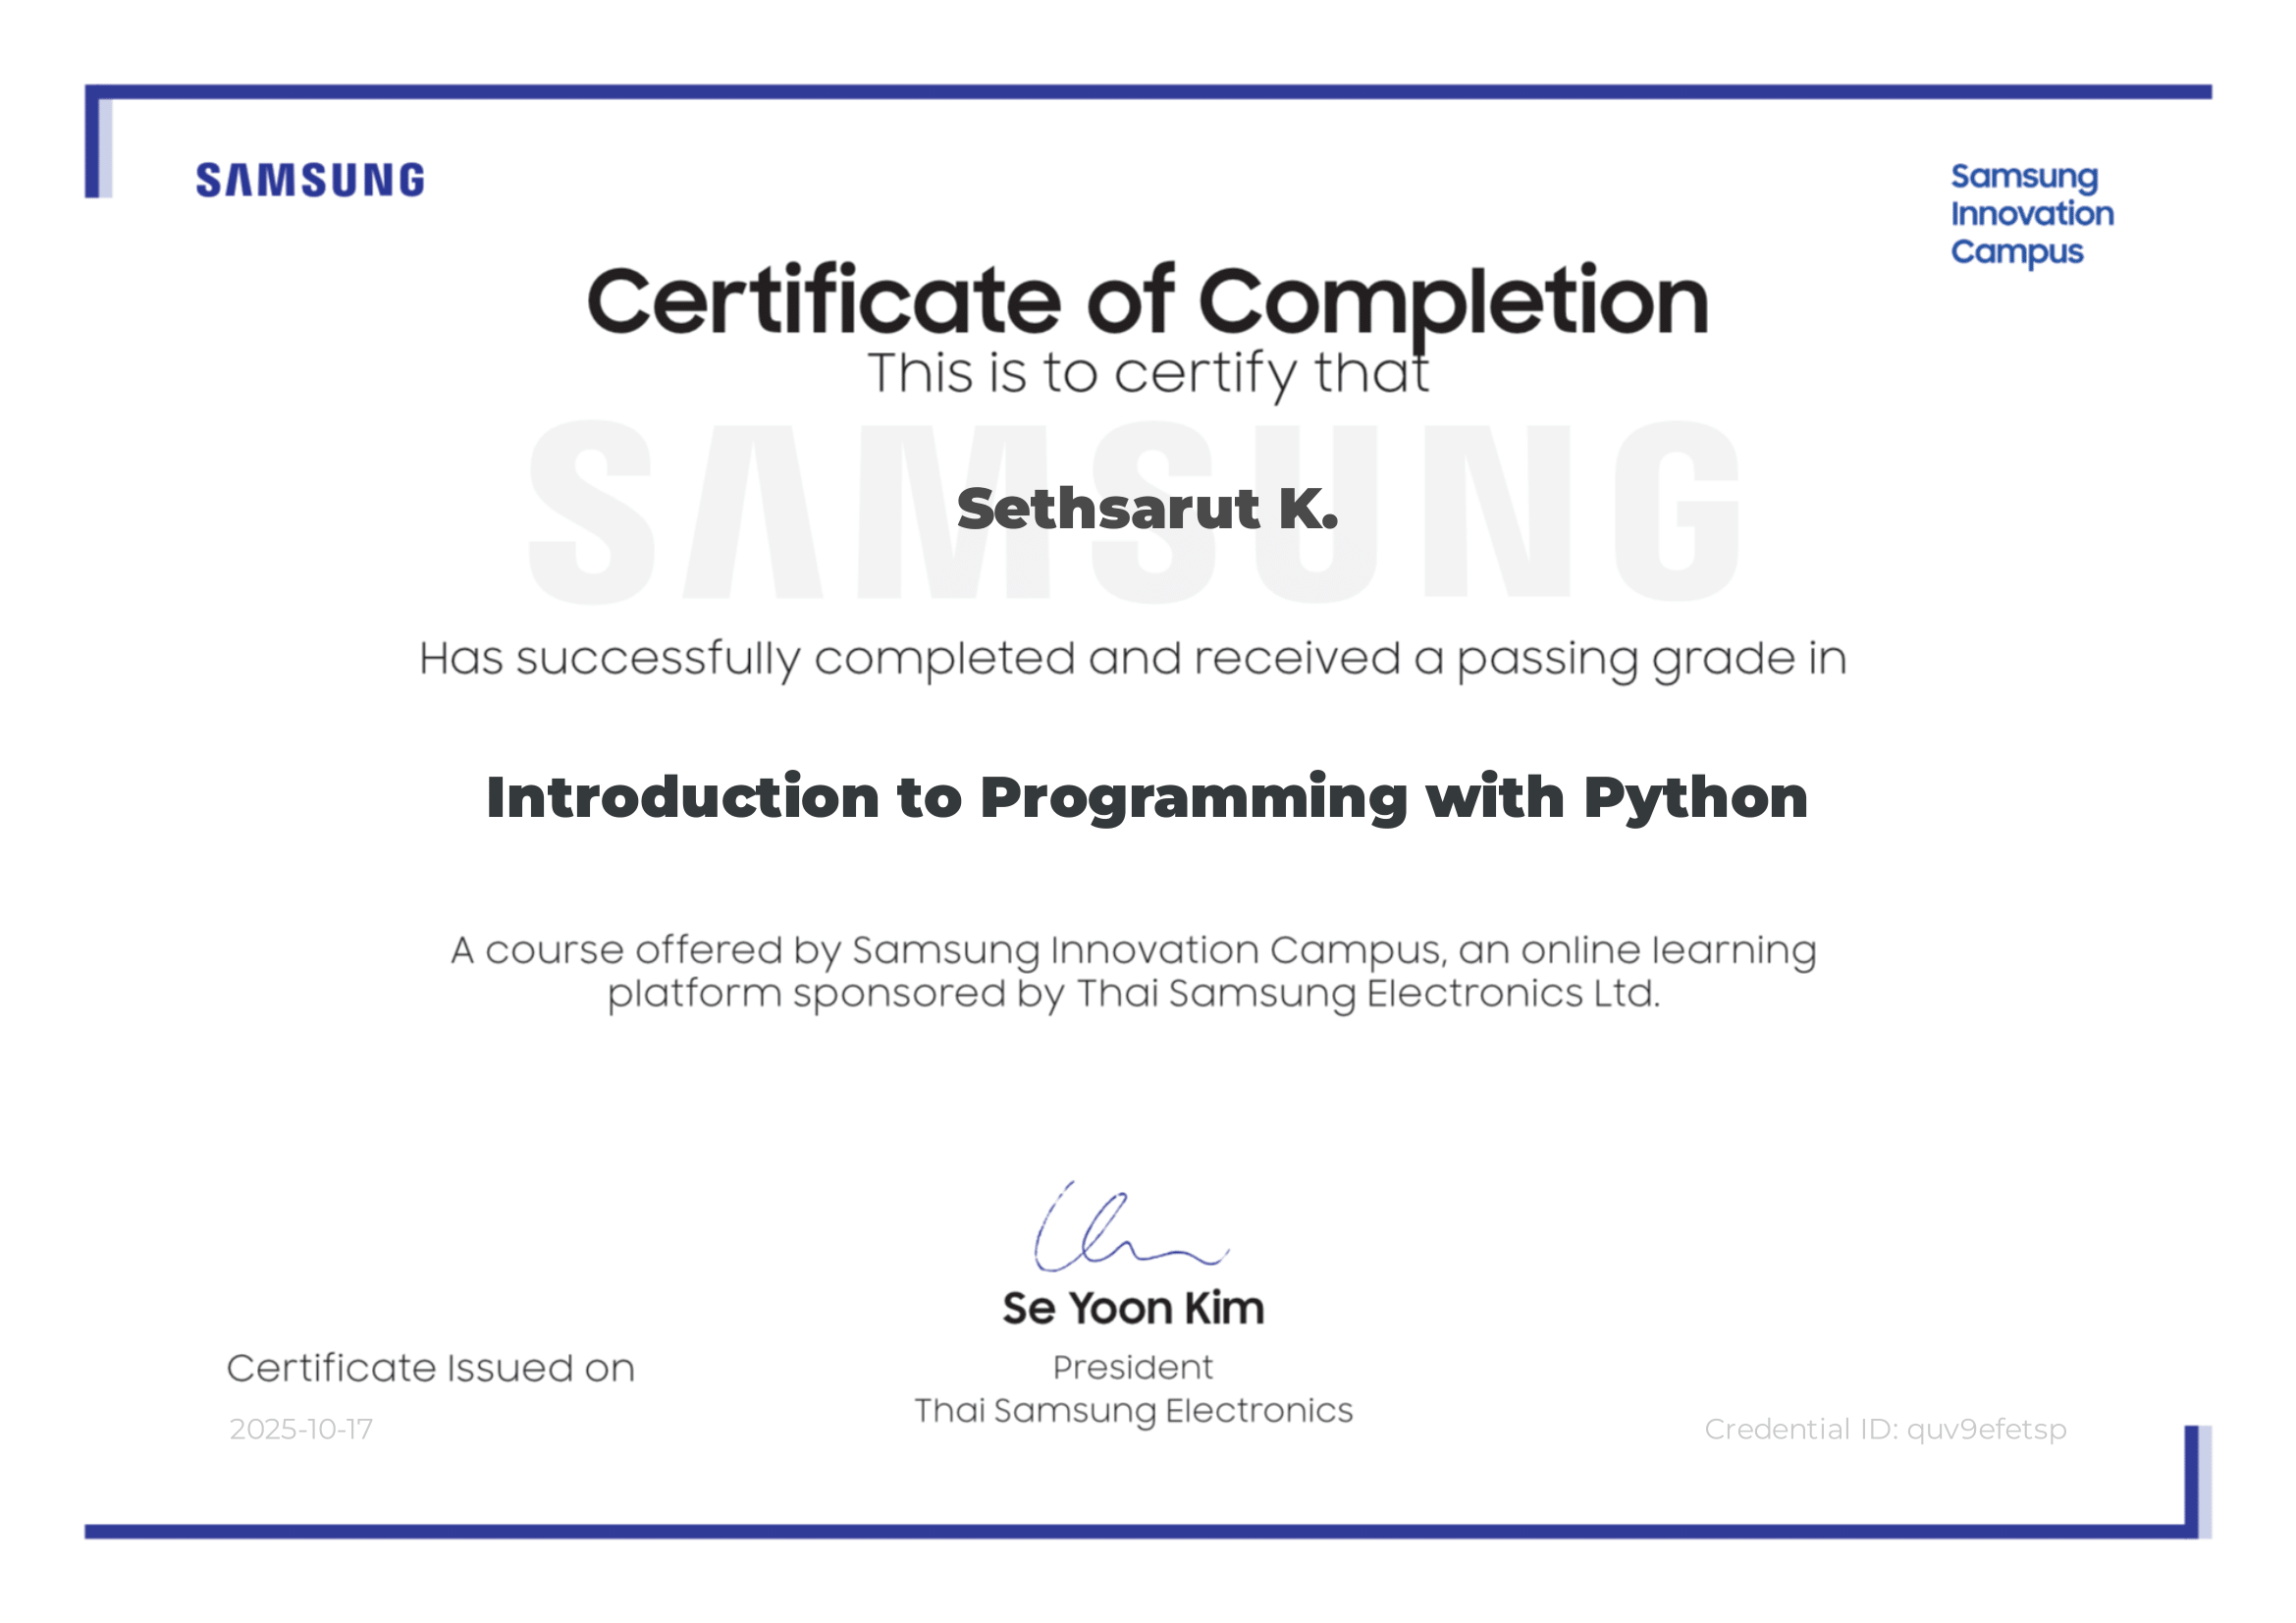 SAMSUNG
Samsung
Innovation
Campus
Certificate of Completion
This is to certify that
SAMSUNG
Sethsarut K.
Has successfully completed and received a passing grade in
Introduction to Programming with Python
A course offered by Samsung Innovation Campus, an online learning
platform sponsored by Thai Samsung Electronics Ltd.
Se Yoon Kim
President
Thai Samsung Electronics
Certificate Issued on
2025-10-17
Credential ID: quv9efetsp